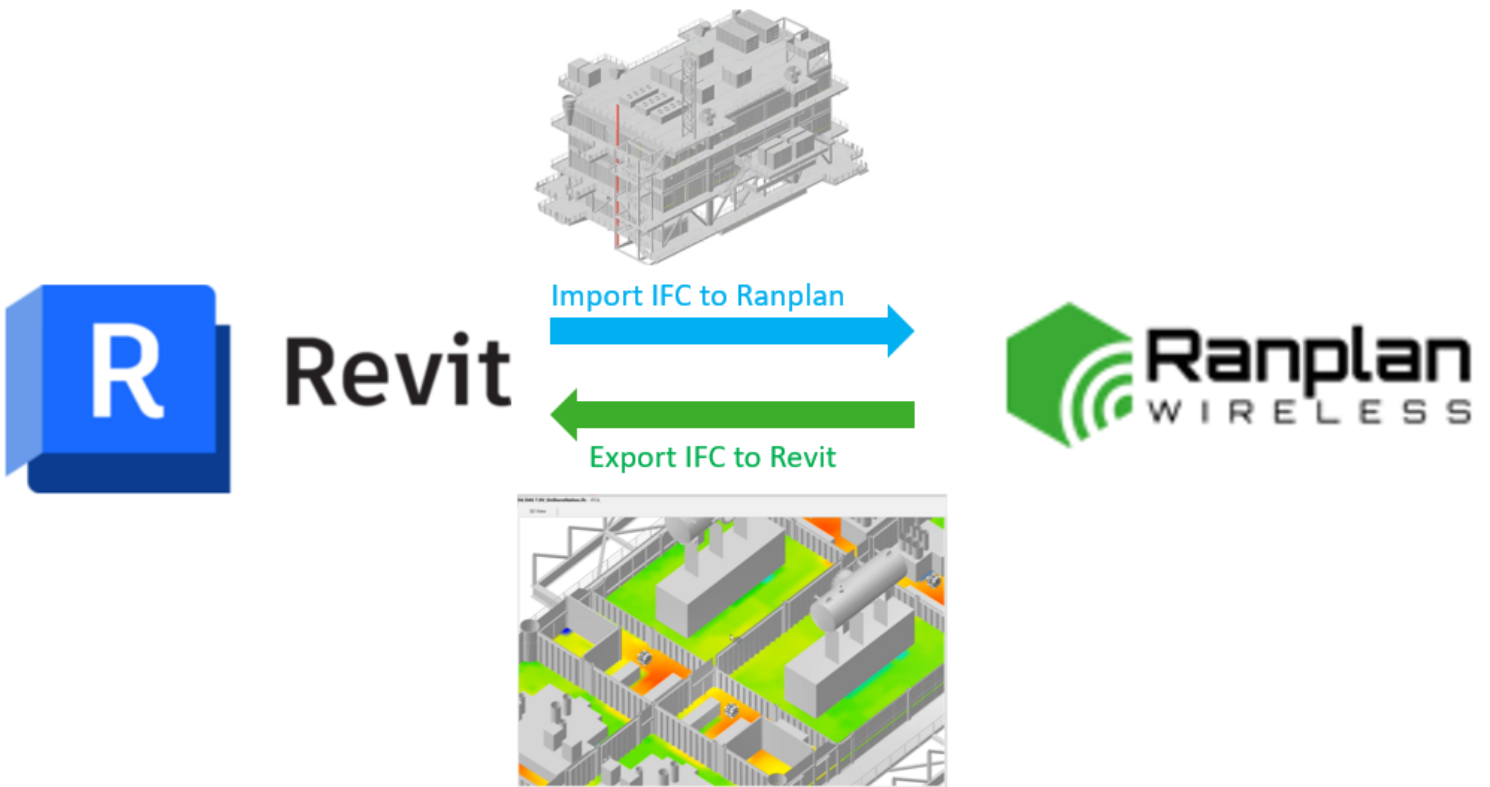 Import IFC to Ranplan
R
Revit
Ranplan
WIRELESS
Export IFC to Revit
3D View